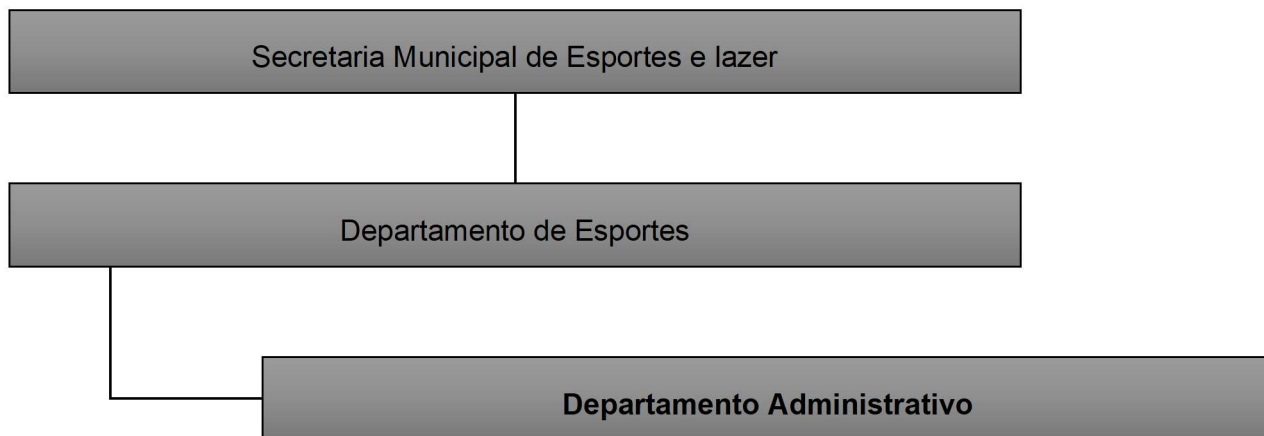 Secretaria Municipal de Esportes e lazer
Departamento de Esportes
Departamento Administrativo